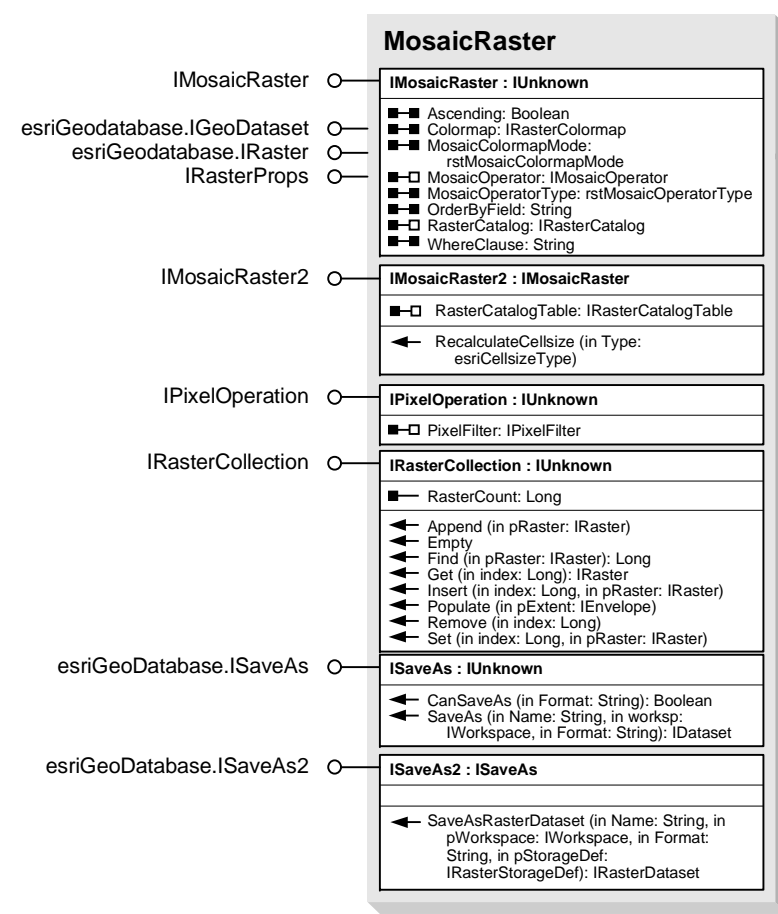 MosaicRaster
IMosaicRaster
esriGeodatabase.IGeoDataset
esriGeodatabase.IRaster
IRasterProps
IMosaicRaster : IUnknown
Ascending: Boolean
Colormap: IRasterColormap
MosaicColormapMode:
rstMosaicColormapMode
MosaicOperator: IMosaicOperator
MosaicOperatorType: rstMosaicOperatorType
OrderByField: String
RasterCatalog: IRasterCatalog
WhereClause: String
IMosaicRaster2
IMosaicRaster2 : IMosaicRaster
RasterCatalogTable: IRasterCatalogTable
RecalculateCellsize (in Type:
esriCellsizeType)
IPixelOperation
IPixelOperation : IUnknown
PixelFilter: IPixelFilter
IRasterCollection
IRasterCollection : IUnknown
RasterCount: Long
Append (in pRaster: IRaster)
Empty
Find (in pRaster: IRaster): Long
Get (in index: Long): IRaster
Insert (in index: Long, in pRaster: IRaster)
Populate (in pExtent: IEnvelope)
Remove (in index: Long)
Set (in index: Long, in pRaster: IRaster)
esriGeoDatabase.ISaveAs
ISaveAs : IUnknown
CanSaveAs (in Format: String): Boolean
SaveAs (in Name: String, in worksp:
IWorkspace, in Format: String): IDataset
esriGeoDatabase.ISaveAs2
ISaveAs2 : ISaveAs
SaveAsRasterDataset (in Name: String, in
pWorkspace: IWorkspace, in Format:
String, in pStorageDef:
IRasterStorageDef): IRasterDataset